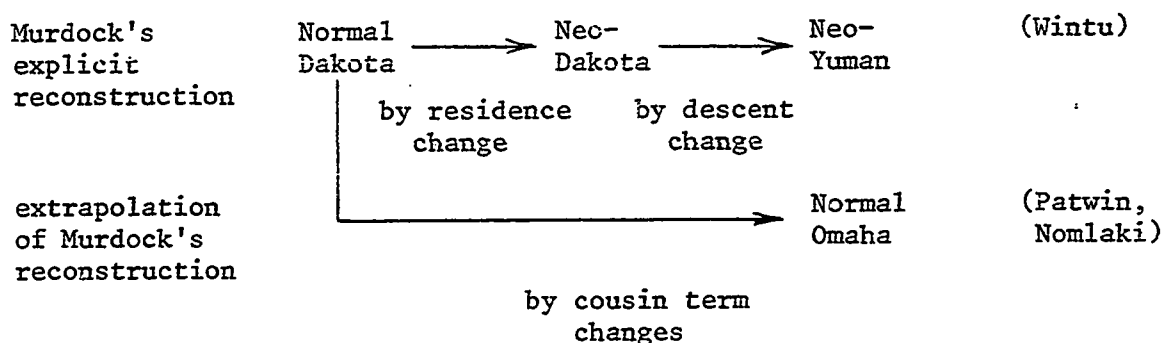 Murdock's explicit reconstruction
Normal Dakota
Neo-Dakota
Neo-Yuman
(Wintu)
by residence change
by descent change
extrapolation of Murdock's reconstruction
Normal Omaha
(Patwin, Nomlaki)
by cousin term changes